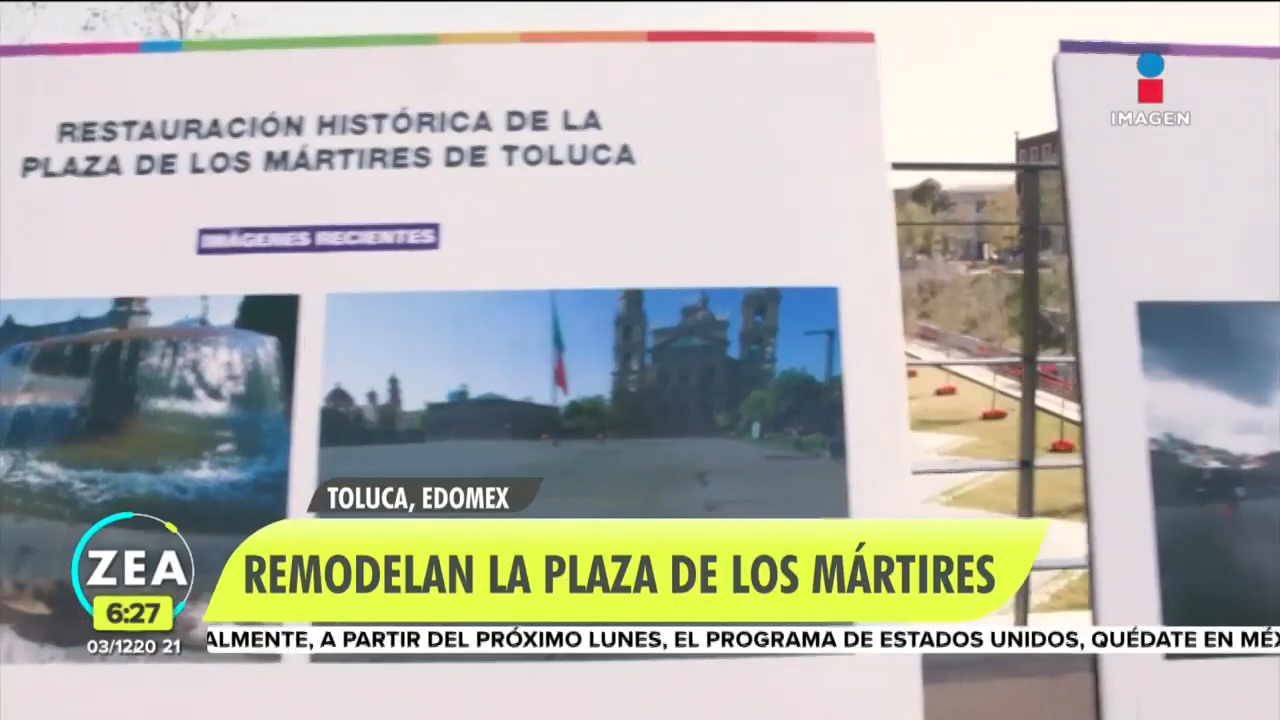 RESTAURACIÓN HISTÓRICA DE LA
PLAZA DE LOS MÁRTIRES DE TOLUCA
IMÁGENES RECIENTES
IMAGEN
TOLUCA, EDOMEX
REMODELAN LA PLAZA DE LOS MÁRTIRES
ZEA
6:27
03/12/20 21
ALMENTE, A PARTIR DEL PRÓXIMO LUNES, EL PROGRAMA DE ESTADOS UNIDOS, QUÉDATE EN MÉX